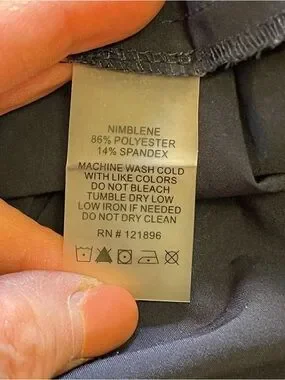 NIMBLENE
86% POLYESTER
14% SPANDEX
MACHINE WASH COLD
WITH LIKE COLORS
DO NOT BLEACH
TUMBLE DRY LOW
LOW IRON IF NEEDED
DO NOT DRY CLEAN
RN # 121896